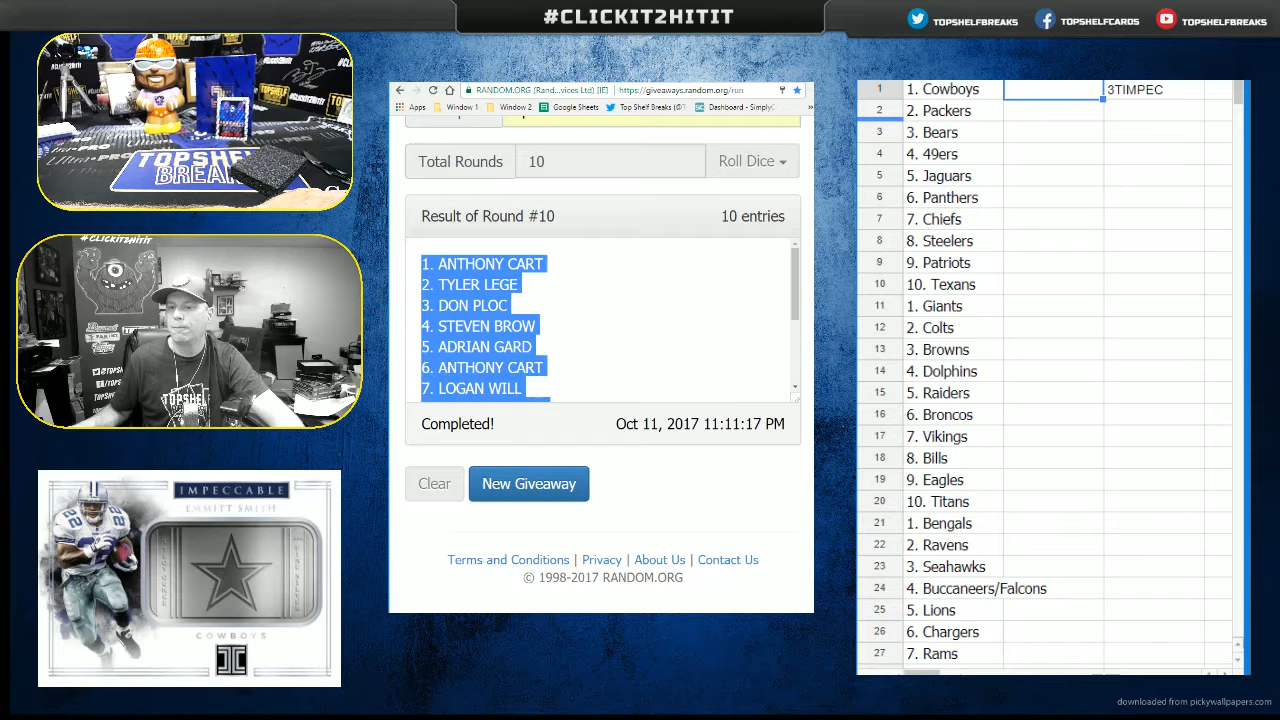 #CLICKIT2HITIT
TOPSHELFBREAKS
TOPSHELFCARDS
TOPSHELFBREAKS
#CLICKIT2HITIT
TOPSHELF
BREAK
TOPSHELF
IMPECCABLE
EMMITT SMITH
COWBOYS
RANDOM.ORG (Rand...vices Ltd) [IE]
https://giveaways.random.org/run
Apps
Window 1
Window 2
Google Sheets
Top Shelf Breaks (@T
Dashboard - Simply
»
Total Rounds
10
Roll Dice
Result of Round #10
10 entries
1. ANTHONY CART
2. TYLER LEGE
3. DON PLOC
4. STEVEN BROW
5. ADRIAN GARD
6. ANTHONY CART
7. LOGAN WILL
Completed!
Oct 11, 2017 11:11:17 PM
Clear
New Giveaway
Terms and Conditions | Privacy | About Us | Contact Us
© 1998-2017 RANDOM.ORG
1 1. Cowboys 3TIMPEC
2 2. Packers
3 3. Bears
4 4. 49ers
5 5. Jaguars
6 6. Panthers
7 7. Chiefs
8 8. Steelers
9 9. Patriots
10 10. Texans
11 1. Giants
12 2. Colts
13 3. Browns
14 4. Dolphins
15 5. Raiders
16 6. Broncos
17 7. Vikings
18 8. Bills
19 9. Eagles
20 10. Titans
21 1. Bengals
22 2. Ravens
23 3. Seahawks
24 4. Buccaneers/Falcons
25 5. Lions
26 6. Chargers
27 7. Rams
downloaded from pickywallpapers.com